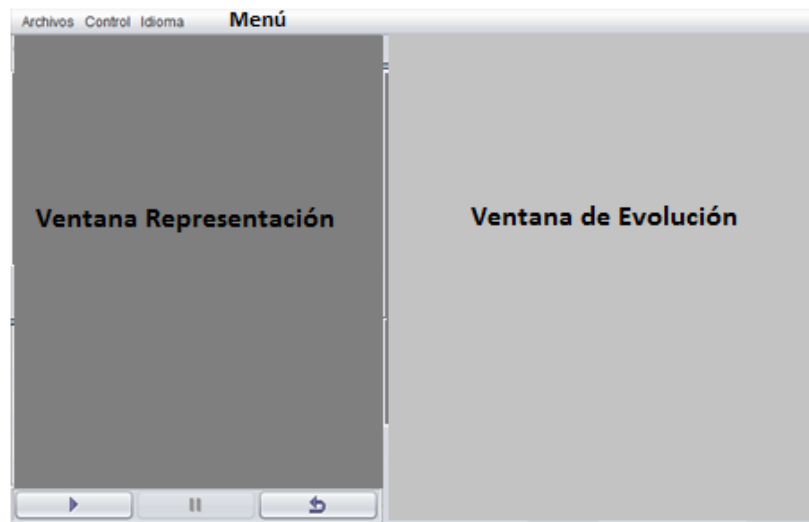 Archivos Control Idioma Menú
Ventana Representación
Ventana de Evolución